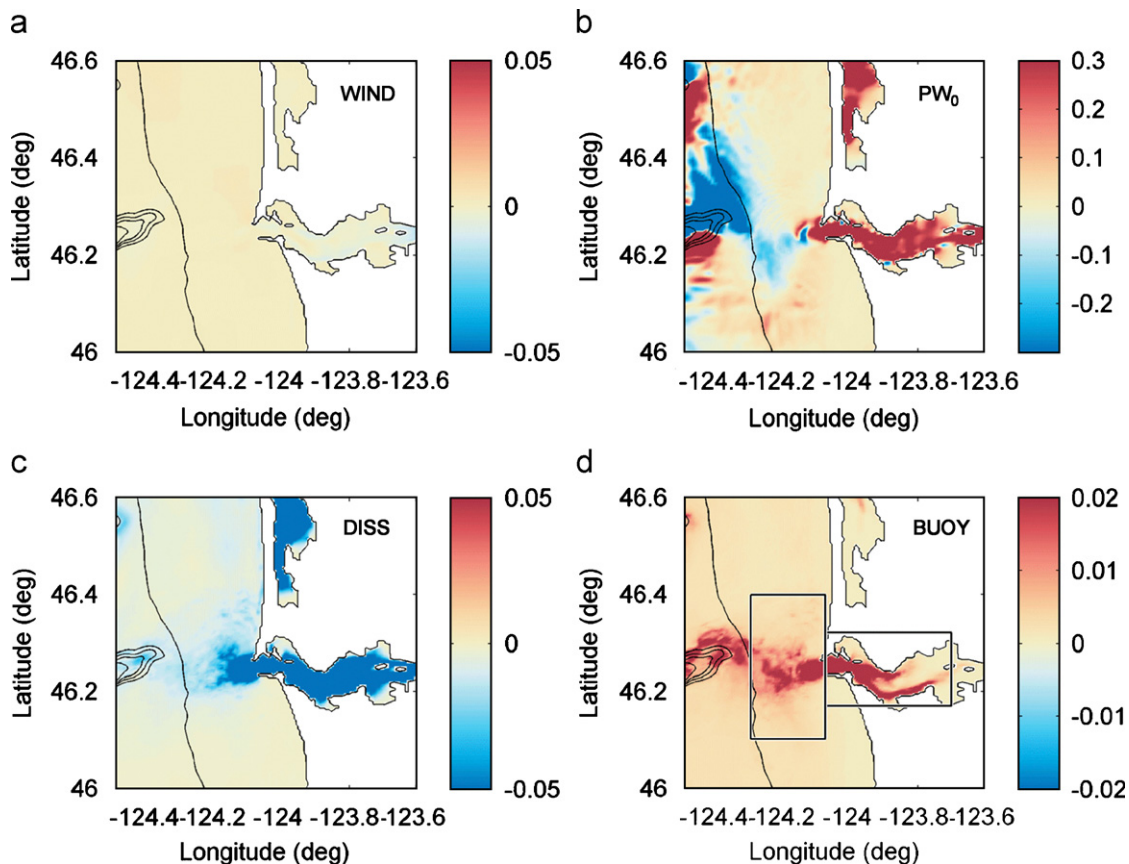 a
46.6
46.4
46.2
46
Latitude (deg)
-124.4 -124.2 -124 -123.8 -123.6
Longitude (deg)
WIND
0.05
0
-0.05
b
46.6
46.4
46.2
46
Latitude (deg)
-124.4 -124.2 -124 -123.8 -123.6
Longitude (deg)
PW₀
0.3
0.2
0.1
0
-0.1
-0.2
c
46.6
46.4
46.2
46
Latitude (deg)
-124.4 -124.2 -124 -123.8 -123.6
Longitude (deg)
DISS
0.05
0
-0.05
d
46.6
46.4
46.2
46
Latitude (deg)
-124.4 -124.2 -124 -123.8 -123.6
Longitude (deg)
BUOY
0.02
0.01
0
-0.01
-0.02